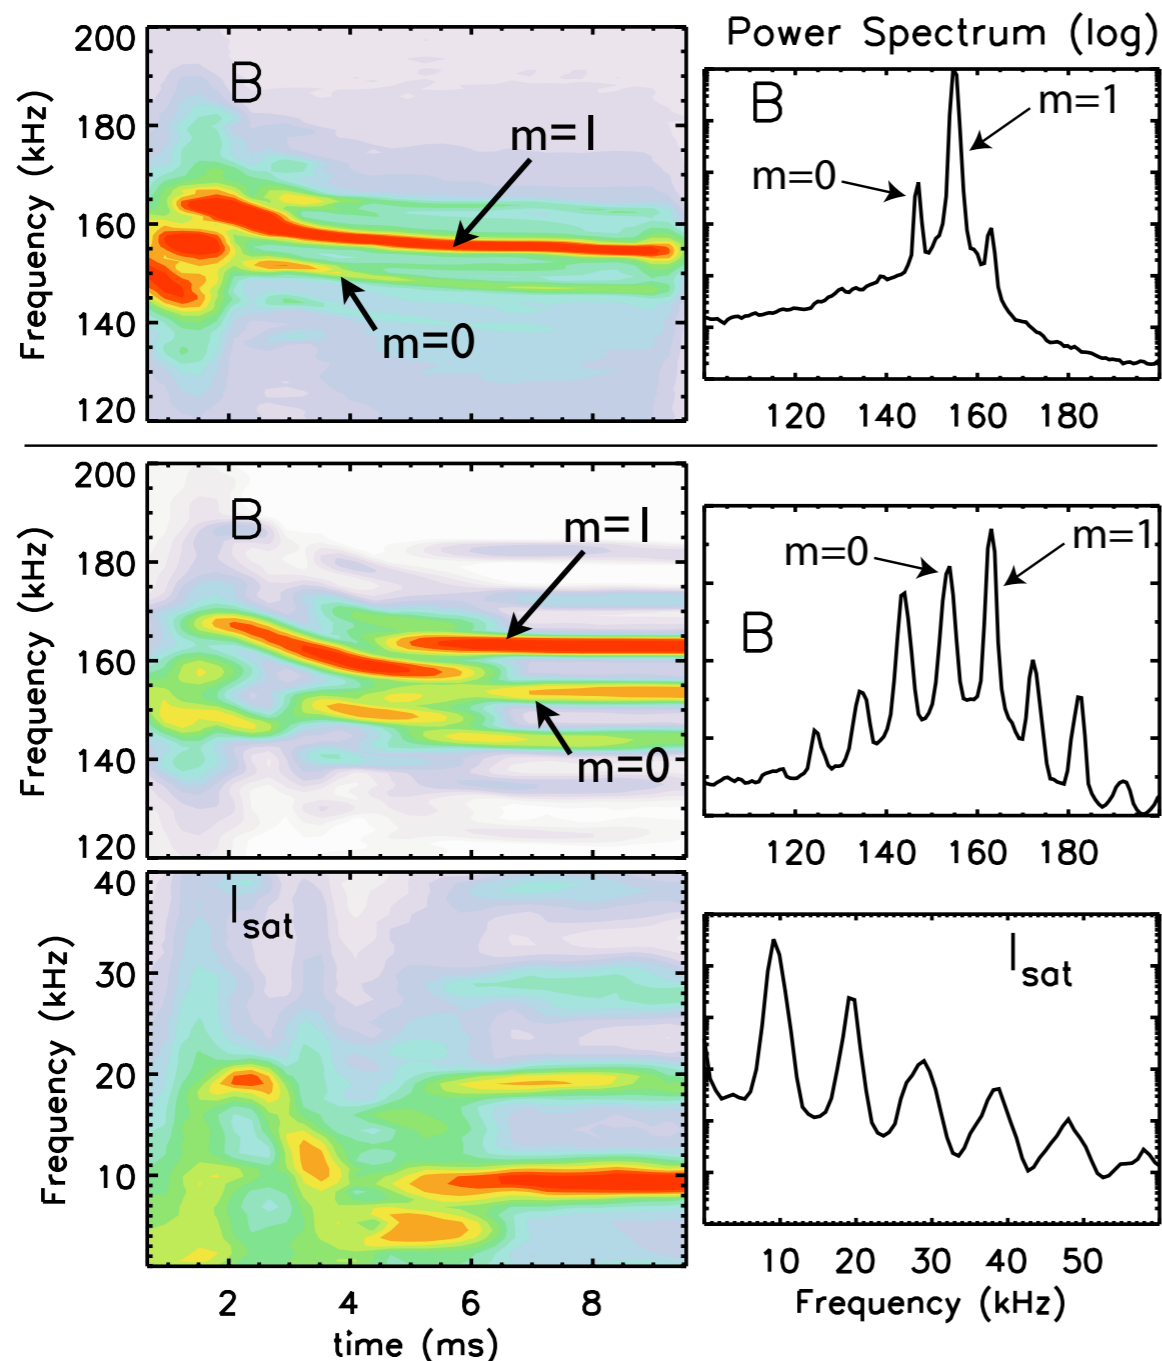 Power Spectrum (log)
200
180
160
140
120
Frequency (kHz)
B
m=1
m=0
B
m=0
m=1
120 140 160 180
200
180
160
140
120
Frequency (kHz)
B
m=1
m=0
m=0
m=1
B
120 140 160 180
40
30
20
10
Frequency (kHz)
Isat
2 4 6 8
time (ms)
Isat
10 20 30 40 50
Frequency (kHz)